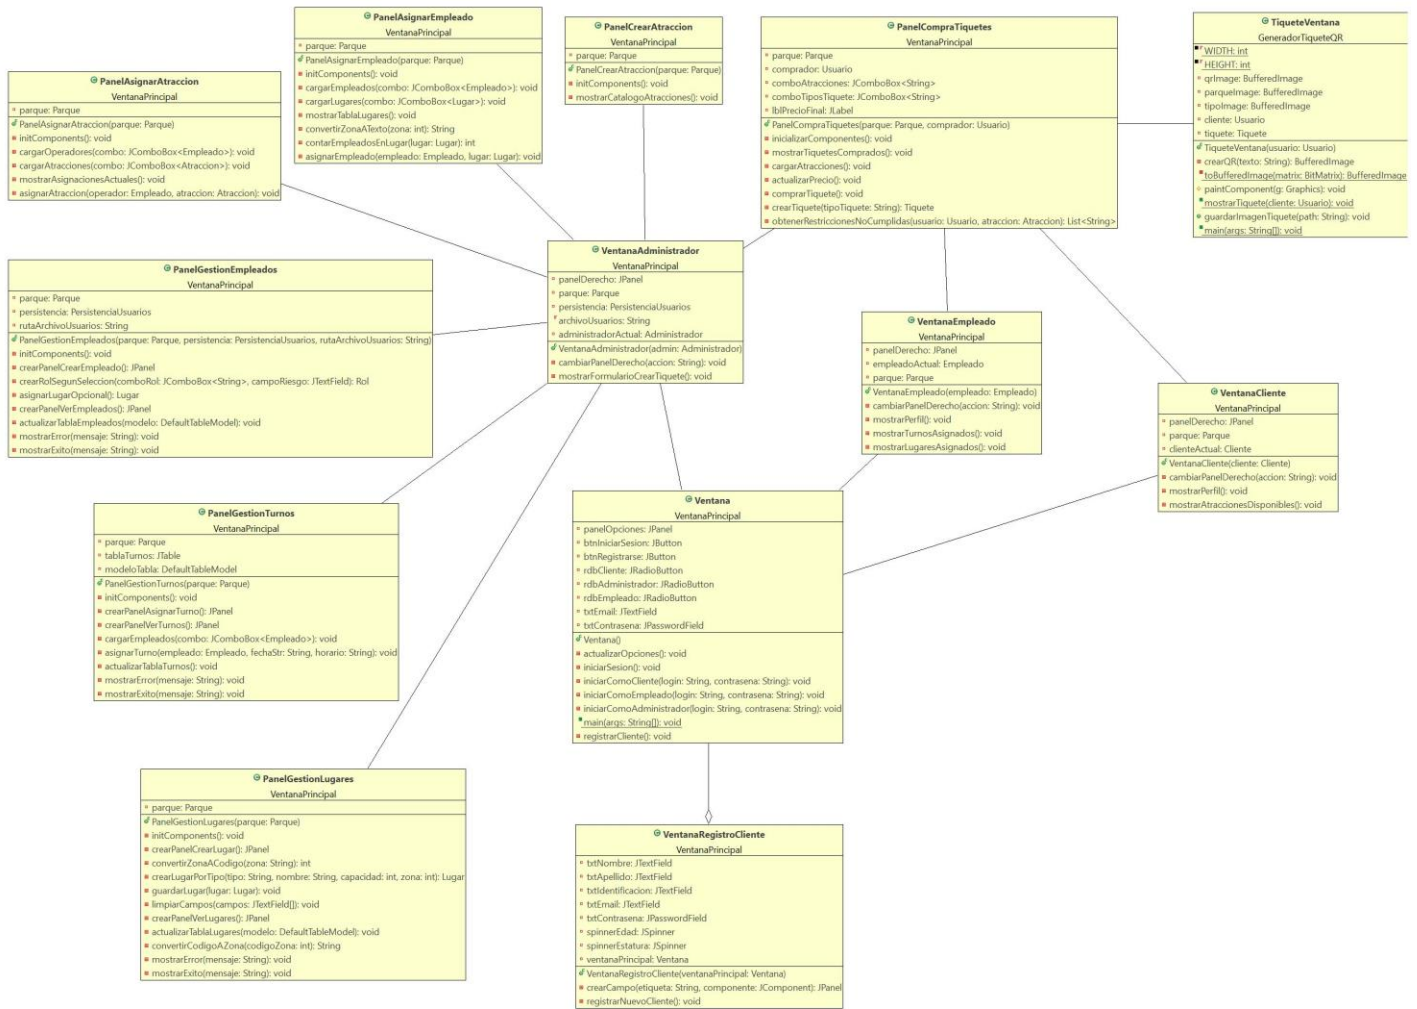 PanelAsignarEmpleado
VentanaPrincipal
parque: Parque
PanelAsignarEmpleado(parque: Parque)
initComponents(): void
cargarEmpleados(combo: JComboBox<Empleado>): void
cargarLugares(combo: JComboBox<Lugar>): void
mostrarTablaLugares(): void
convertirZonaATexto(zona: int): String
contarEmpleadosEnLugar(lugar: Lugar): int
asignarEmpleado(empleado: Empleado, lugar: Lugar): void
PanelCrearAtraccion
VentanaPrincipal
parque: Parque
PanelCrearAtraccion(parque: Parque)
initComponents(): void
mostrarCatalogoAtracciones(): void
PanelCompraTiquetes
VentanaPrincipal
parque: Parque
comprador: Usuario
comboAtracciones: JComboBox<String>
comboTiposTiquete: JComboBox<String>
lblPrecioFinal: JLabel
PanelCompraTiquetes(parque: Parque, comprador: Usuario)
inicializarComponentes(): void
mostrarTiquetesComprados(): void
cargarAtracciones(): void
actualizarPrecio(): void
comprarTiquete(): void
crearTiquete(tipoTiquete: String): Tiquete
obtenerRestriccionesNoCumplidas(usuario: Usuario, atraccion: Atraccion): List<String>
TiqueteVentana
GeneradorTiqueteQR
WIDTH: int
HEIGHT: int
qrImage: BufferedImage
parqueImage: BufferedImage
tipoImage: BufferedImage
cliente: Usuario
tiquete: Tiquete
TiqueteVentana(usuario: Usuario)
crearQR(texto: String): BufferedImage
toBufferedImage(matrix: BitMatrix): BufferedImage
paintComponent(g: Graphics): void
mostrarTiquete(cliente: Usuario): void
guardarImagenTiquete(path: String): void
main(args: String[]): void
PanelAsignarAtraccion
VentanaPrincipal
parque: Parque
PanelAsignarAtraccion(parque: Parque)
initComponents(): void
cargarOperadores(combo: JComboBox<Empleado>): void
cargarAtracciones(combo: JComboBox<Atraccion>): void
mostrarAsignacionesActuales(): void
asignarAtraccion(operador: Empleado, atraccion: Atraccion): void
VentanaAdministrador
VentanaPrincipal
panelDerecho: JPanel
parque: Parque
persistencia: PersistenciaUsuarios
archivoUsuarios: String
administradorActual: Administrador
VentanaAdministrador(admin: Administrador)
cambiarPanelDerecho(accion: String): void
mostrarFormularioCrearTiquete(): void
PanelGestionEmpleados
VentanaPrincipal
parque: Parque
persistencia: PersistenciaUsuarios
rutaArchivoUsuarios: String
PanelGestionEmpleados(parque: Parque, persistencia: PersistenciaUsuarios, rutaArchivoUsuarios: String)
initComponents(): void
crearPanelCrearEmpleado(): JPanel
crearRolSegunSeleccion(comboRol: JComboBox<String>, campoRiesgo: JTextField): Rol
asignarLugarOpcional(): Lugar
crearPanelVerEmpleados(): JPanel
actualizarTablaEmpleados(modelo: DefaultTableModel): void
mostrarError(mensaje: String): void
mostrarExito(mensaje: String): void
VentanaEmpleado
VentanaPrincipal
panelDerecho: JPanel
empleadoActual: Empleado
parque: Parque
VentanaEmpleado(empleado: Empleado)
cambiarPanelDerecho(accion: String): void
mostrarPerfil(): void
mostrarTurnosAsignados(): void
mostrarLugaresAsignados(): void
VentanaCliente
VentanaPrincipal
panelDerecho: JPanel
parque: Parque
clienteActual: Cliente
VentanaCliente(cliente: Cliente)
cambiarPanelDerecho(accion: String): void
mostrarPerfil(): void
mostrarAtraccionesDisponibles(): void
PanelGestionTurnos
VentanaPrincipal
parque: Parque
tablaTurnos: JTable
modeloTabla: DefaultTableModel
PanelGestionTurnos(parque: Parque)
initComponents(): void
crearPanelAsignarTurno(): JPanel
crearPanelVerTurnos(): JPanel
cargarEmpleados(combo: JComboBox<Empleado>): void
asignarTurno(empleado: Empleado, fechaStr: String, horario: String): void
actualizarTablaTurnos(): void
mostrarError(mensaje: String): void
mostrarExito(mensaje: String): void
Ventana
VentanaPrincipal
panelOpciones: JPanel
btnIniciarSesion: JButton
btnRegistrarse: JButton
rdbCliente: JRadioButton
rdbAdministrador: JRadioButton
rdbEmpleado: JRadioButton
txtEmail: JTextField
txtContrasena: JPasswordField
Ventana()
actualizarOpciones(): void
iniciarSesion(): void
iniciarComoCliente(login: String, contrasena: String): void
iniciarComoEmpleado(login: String, contrasena: String): void
iniciarComoAdministrador(login: String, contrasena: String): void
main(args: String[]): void
registrarCliente(): void
PanelGestionLugares
VentanaPrincipal
parque: Parque
PanelGestionLugares(parque: Parque)
initComponents(): void
crearPanelCrearLugar(): JPanel
convertirZonaACodigo(zona: String): int
crearLugarPorTipo(tipo: String, nombre: String, capacidad: int, zona: int): Lugar
guardarLugar(lugar: Lugar): void
limpiarCampos(campos: JTextField[]): void
crearPanelVerLugares(): JPanel
actualizarTablaLugares(modelo: DefaultTableModel): void
convertirCodigoAZona(codigoZona: int): String
mostrarError(mensaje: String): void
mostrarExito(mensaje: String): void
VentanaRegistroCliente
VentanaPrincipal
txtNombre: JTextField
txtApellido: JTextField
txtIdentificacion: JTextField
txtEmail: JTextField
txtContrasena: JPasswordField
spinnerEdad: JSpinner
spinnerEstatura: JSpinner
ventanaPrincipal: Ventana
VentanaRegistroCliente(ventanaPrincipal: Ventana)
crearCampo(etiqueta: String, componente: JComponent): JPanel
registrarNuevoCliente(): void